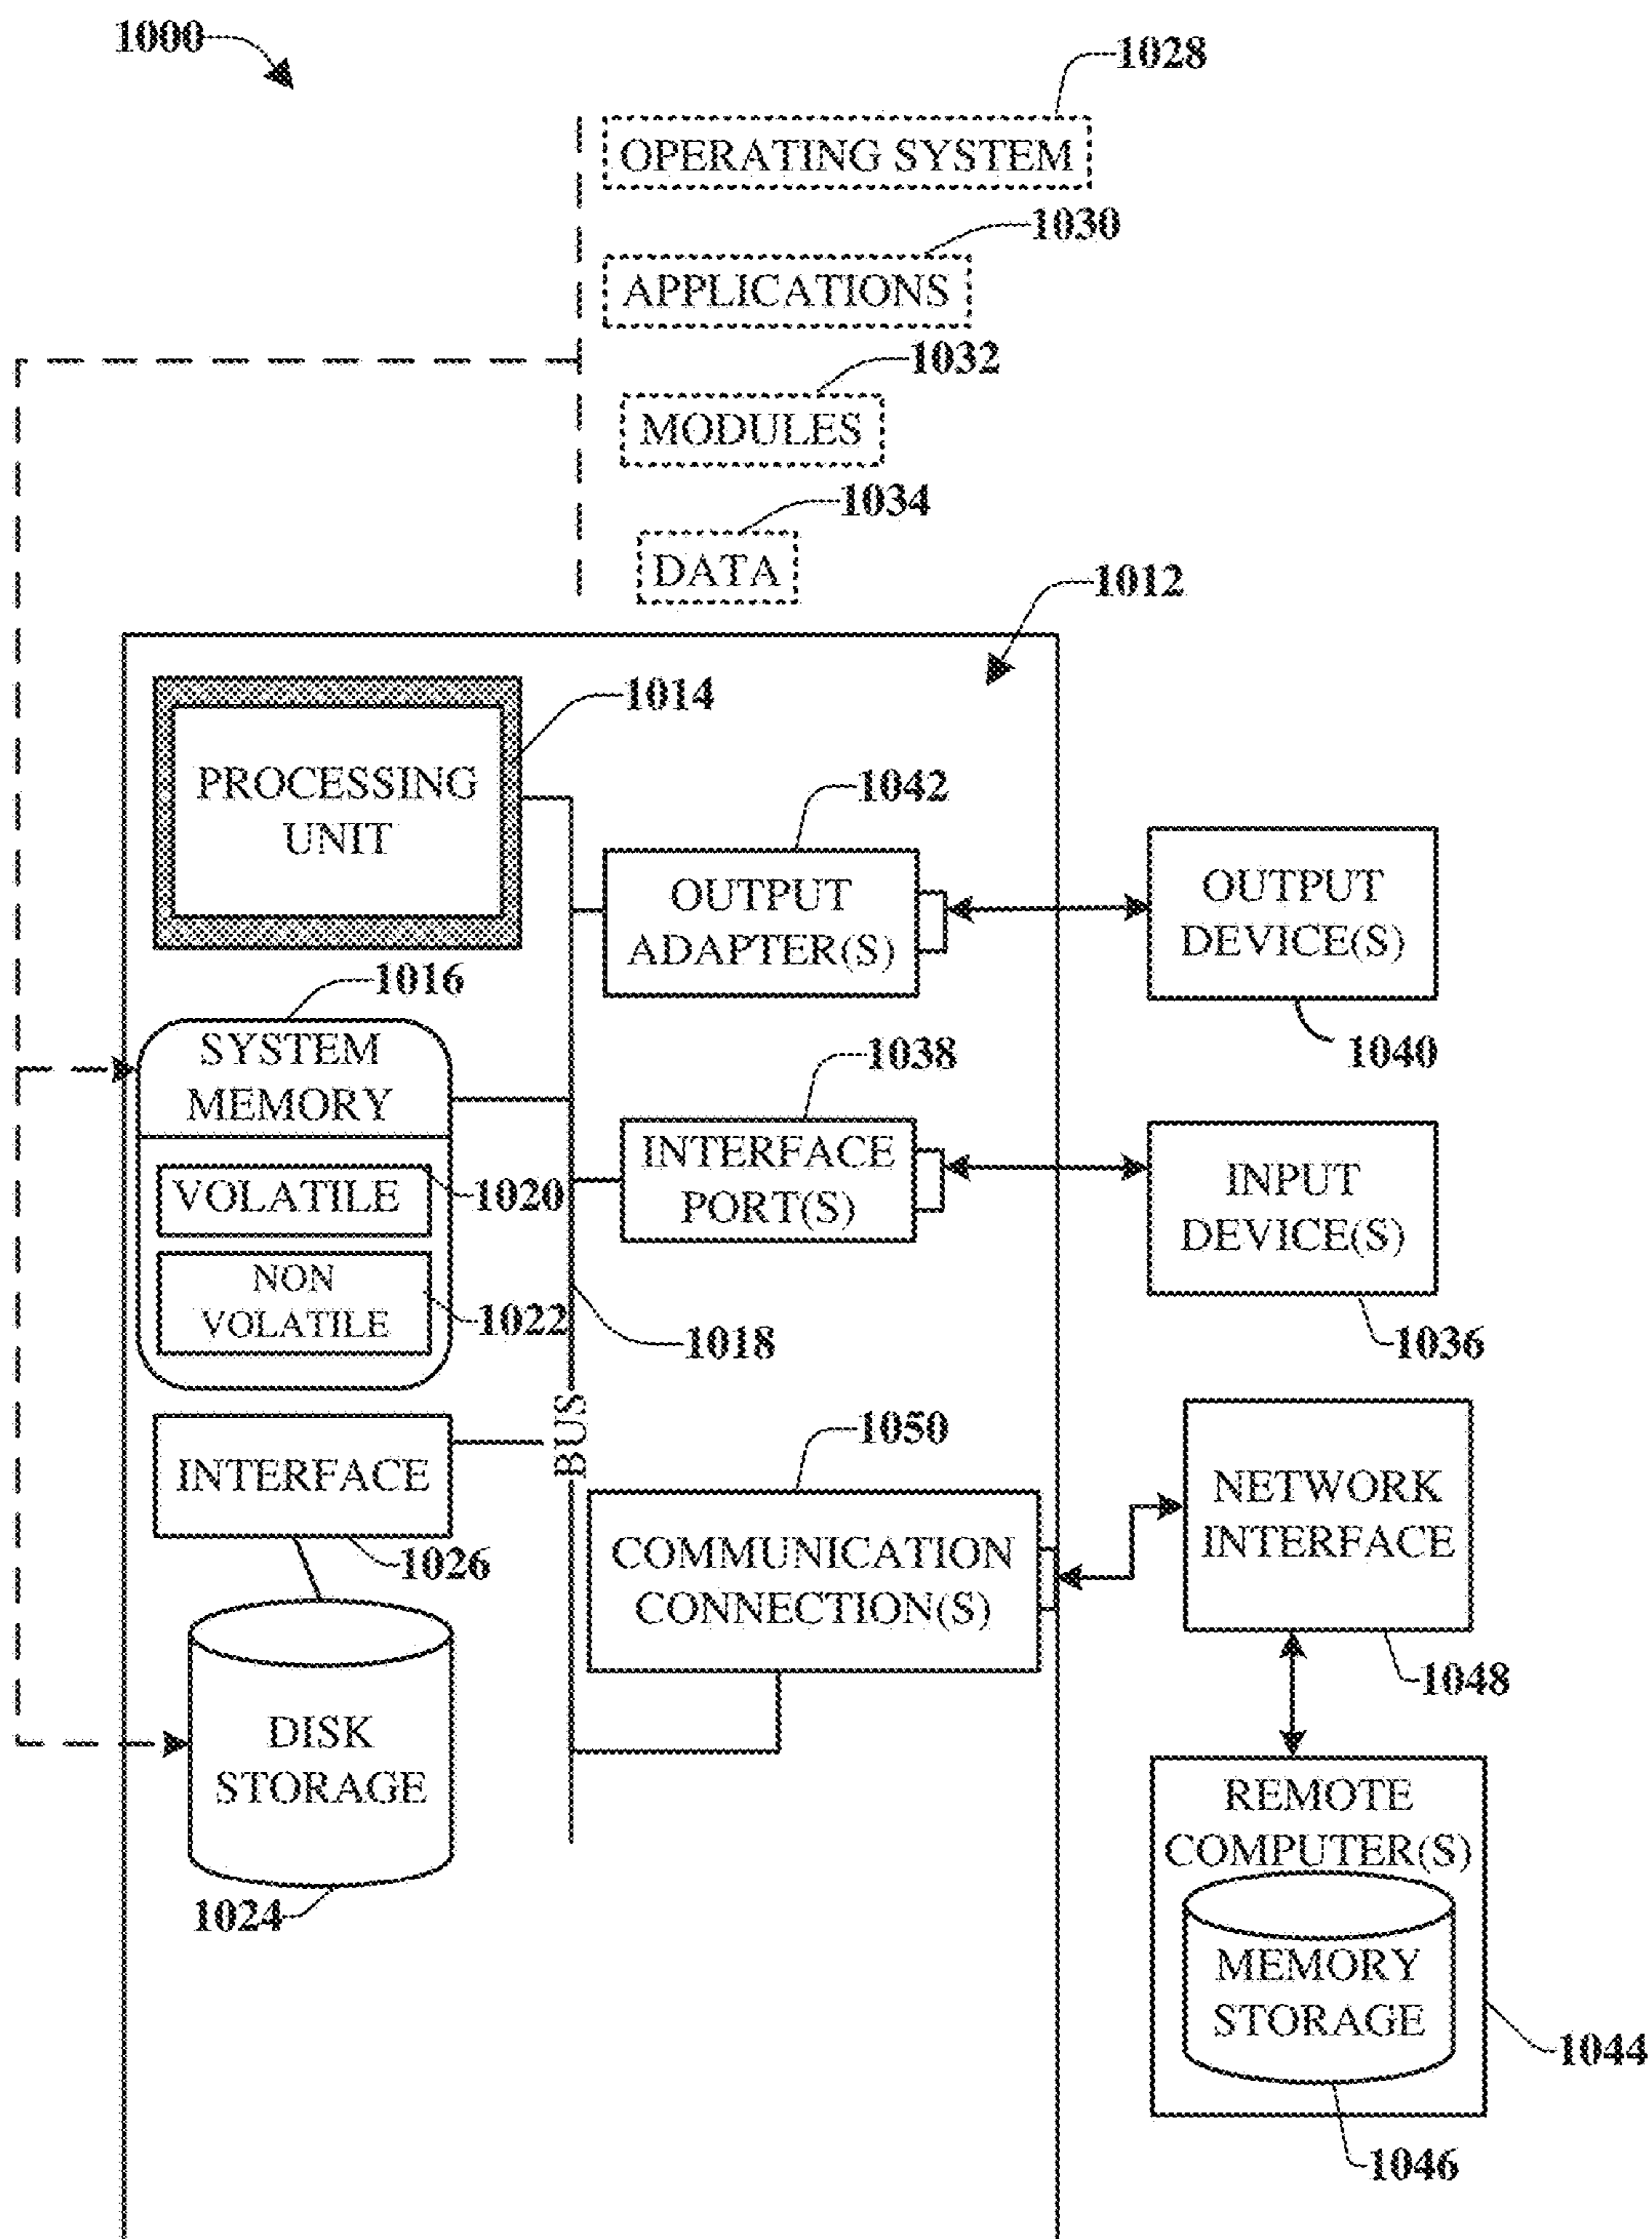 1000
1028
OPERATING SYSTEM
1030
APPLICATIONS
1032
MODULES
1034
DATA
1012
1014
PROCESSING
UNIT
1042
OUTPUT
ADAPTER(S)
OUTPUT
DEVICE(S)
1040
1016
SYSTEM
MEMORY
1038
INTERFACE
PORT(S)
INPUT
DEVICE(S)
1036
VOLATILE
1020
NON
VOLATILE
1022
1018
BUS
INTERFACE
1026
1050
COMMUNICATION
CONNECTION(S)
NETWORK
INTERFACE
1048
DISK
STORAGE
1024
REMOTE
COMPUTER(S)
MEMORY
STORAGE
1044
1046